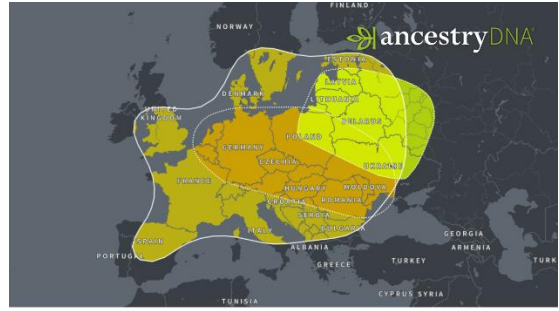 FINLAND
NORWAY
ancestryDNA
ESTONIA
LATVIA
DENMARK
LITHUANIA
UNITED
KINGDOM
BELARUS
POLAND
GERMANY
CZECHIA
UKRAINE
FRANCE
HUNGARY
MOLDOVA
CROATIA
ROMANIA
SERBIA
BULGARIA
ITALY
SPAIN
GEORGIA
ALBANIA
PORTUGAL
ARMENIA
GREECE
TURKEY
TURK
CYPRUS
SYRIA
TUNISIA